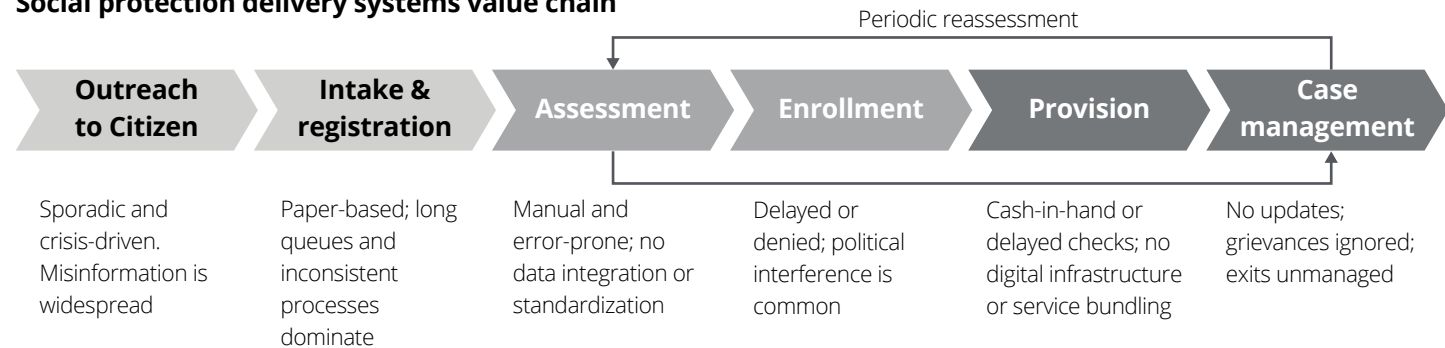 Social protection delivery systems value chain
Periodic reassessment
Outreach
to Citizen
Intake &
registration
Assessment
Enrollment
Provision
Case
management
Sporadic and
crisis-driven.
Misinformation is
widespread
Paper-based; long
queues and
inconsistent
processes
dominate
Manual and
error-prone; no
data integration or
standardization
Delayed or
denied; political
interference is
common
Cash-in-hand or
delayed checks; no
digital infrastructure
or service bundling
No updates;
grievances ignored;
exits unmanaged